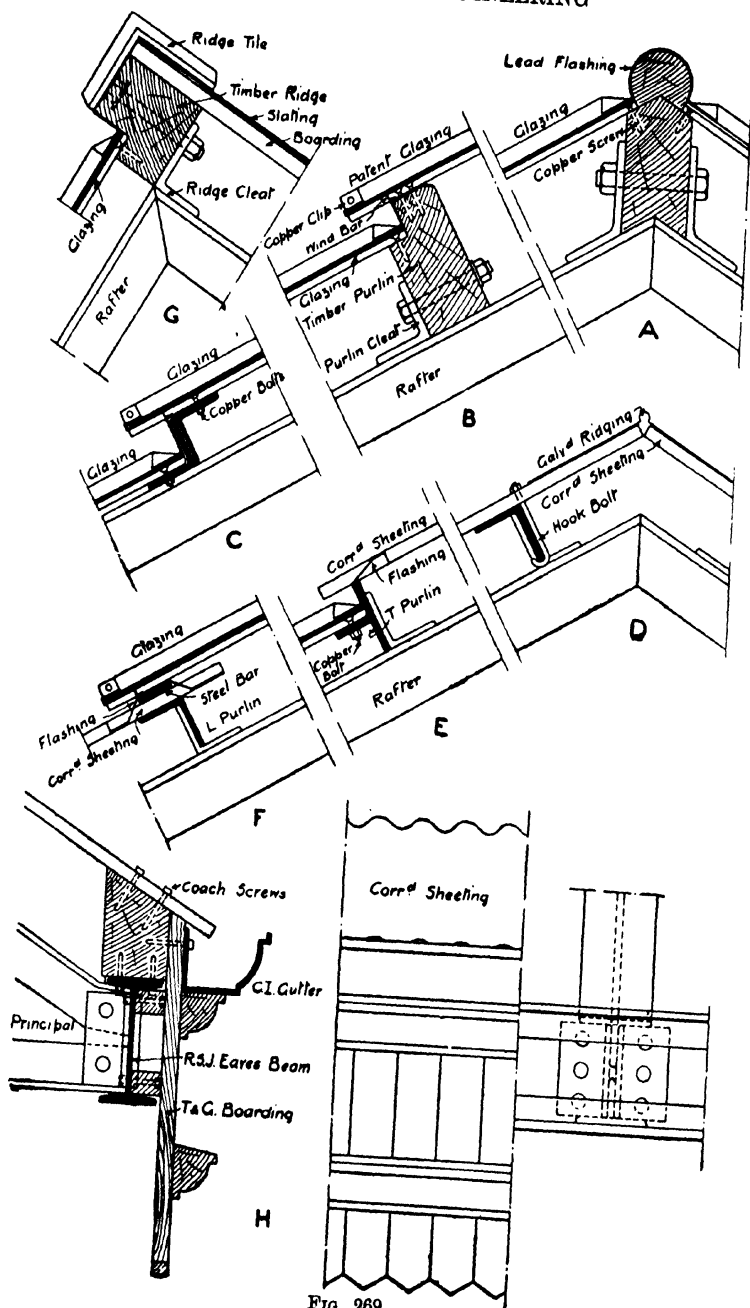 Ridge Tile
Timber Ridge
Slating
Boarding
Glazing
Ridge Cleat
Rafter
G
Lead Flashing
Glazing
Patent Glazing
Copper Screw
Copper Clip
Wind Bar
Glazing
Timber Purlin
Purlin Cleat
Rafter
A
B
Glazing
Copper Bolts
Glazing
C
Galvd Ridging
Corrd Sheeting
Hook Bolt
Corrd Sheeting
Flashing
T Purlin
Copper Bolt
D
Rafter
E
Glazing
Steel Bar
L Purlin
Flashing
Corrd Sheeting
F
Coach Screws
C.I. Gutter
Principal
R.S.J. Eaves Beam
T&G. Boarding
H
Corrd Sheeting
FIG. 269